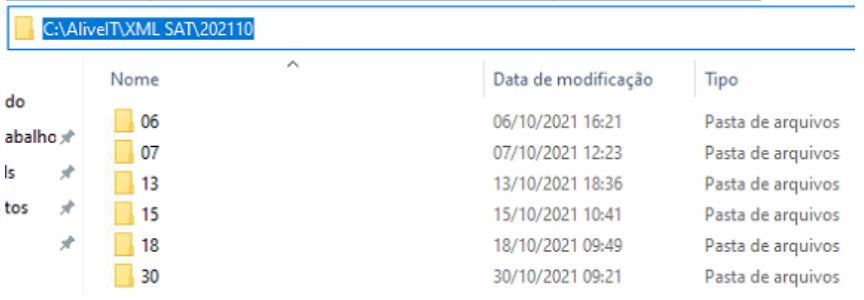 C:\AliveIT\XML SAT\202110
Nome Data de modificação Tipo
do
06 06/10/2021 16:21 Pasta de arquivos
abalho
07 07/10/2021 12:23 Pasta de arquivos
ls
13 13/10/2021 18:36 Pasta de arquivos
tos
15 15/10/2021 10:41 Pasta de arquivos
18 18/10/2021 09:49 Pasta de arquivos
30 30/10/2021 09:21 Pasta de arquivos